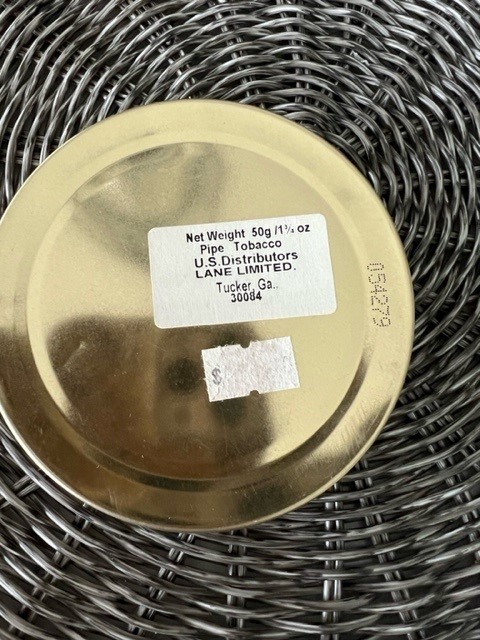 Net Weight 50g /1¾ oz
Pipe Tobacco
U.S.Distributors
LANE LIMITED.
Tucker, Ga..
30084
$
054279